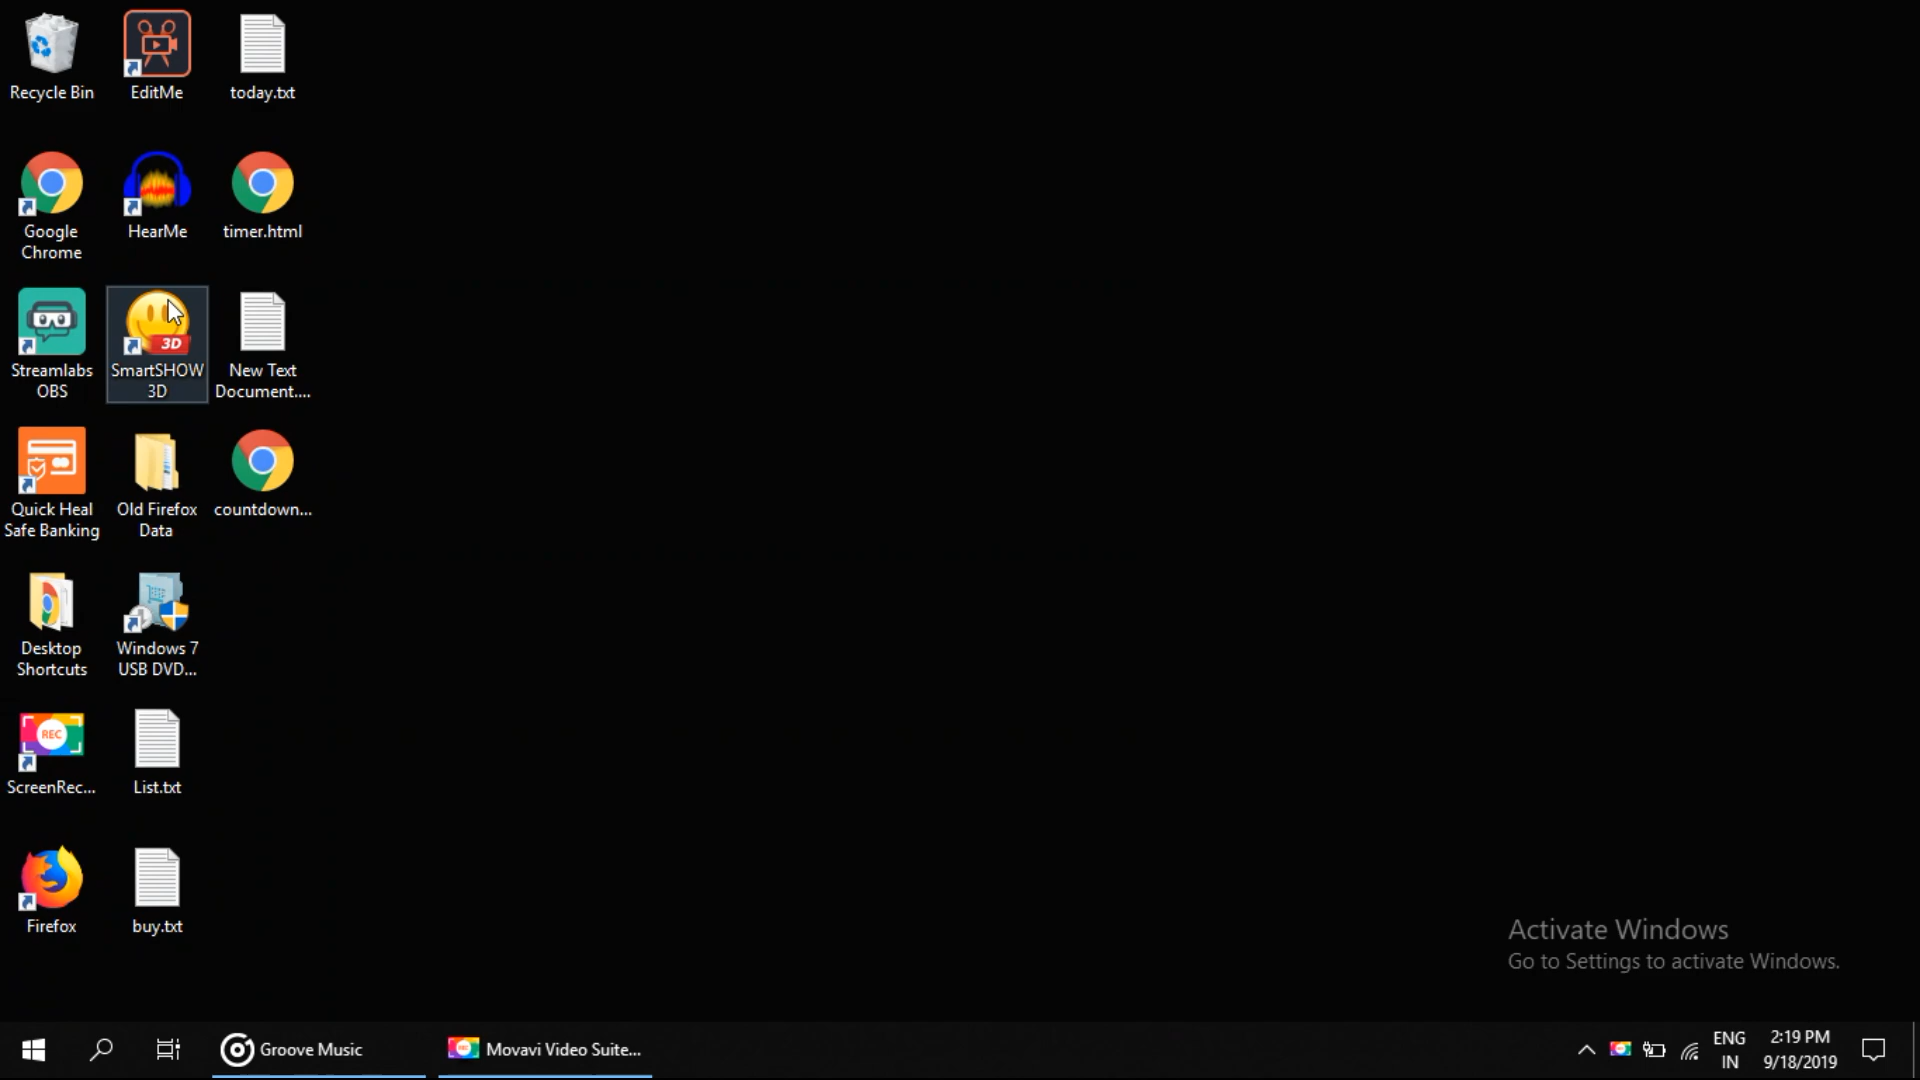 Recycle Bin
EditMe
today.txt
Google
Chrome
HearMe
timer.html
Streamlabs
OBS
3D
SmartSHOW
3D
New Text
Document....
Quick Heal
Safe Banking
Old Firefox
Data
countdown...
Desktop
Shortcuts
Windows 7
USB DVD...
REC
ScreenRec...
List.txt
Firefox
buy.txt
Activate Windows
Go to Settings to activate Windows.
Groove Music
Movavi Video Suite...
ENG
IN
2:19 PM
9/18/2019